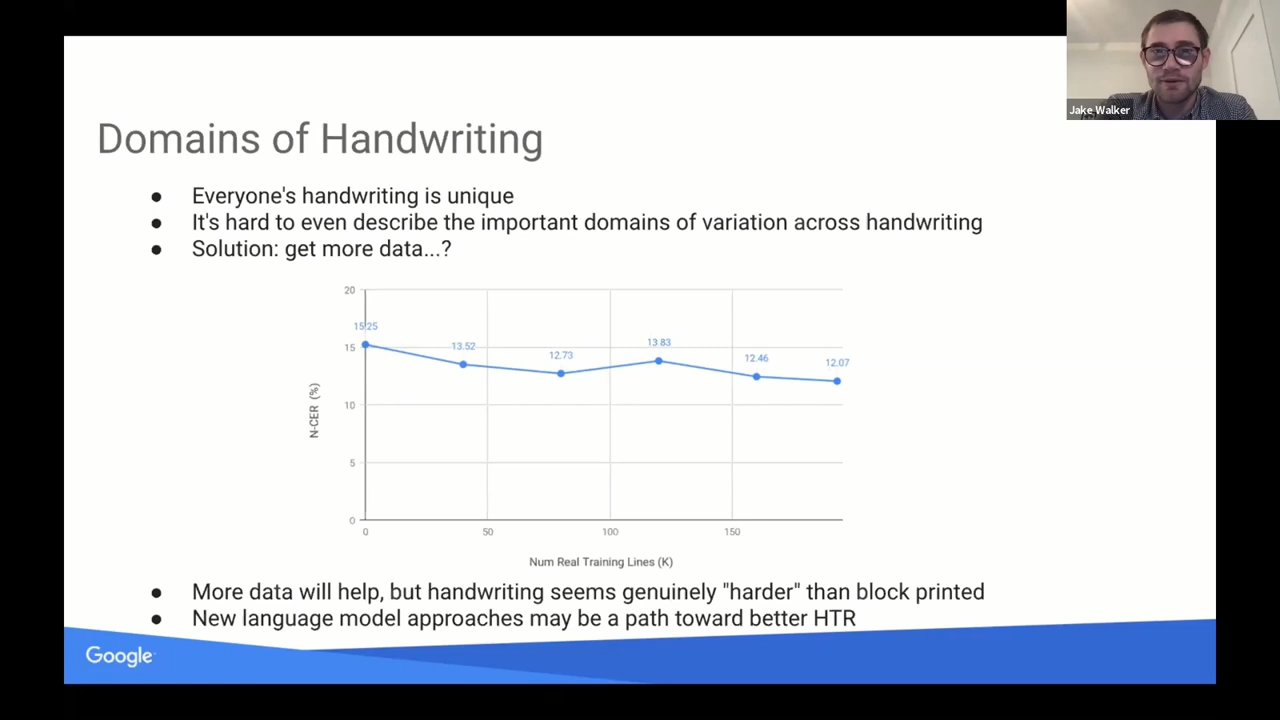 Jake Walker
Domains of Handwriting
● Everyone's handwriting is unique
● It's hard to even describe the important domains of variation across handwriting
● Solution: get more data...?
20
15
10
5
0
N-CER (%)
15.25
13.52
12.73
13.83
12.46
12.07
0 50 100 150
Num Real Training Lines (K)
● More data will help, but handwriting seems genuinely "harder" than block printed
● New language model approaches may be a path toward better HTR
Google